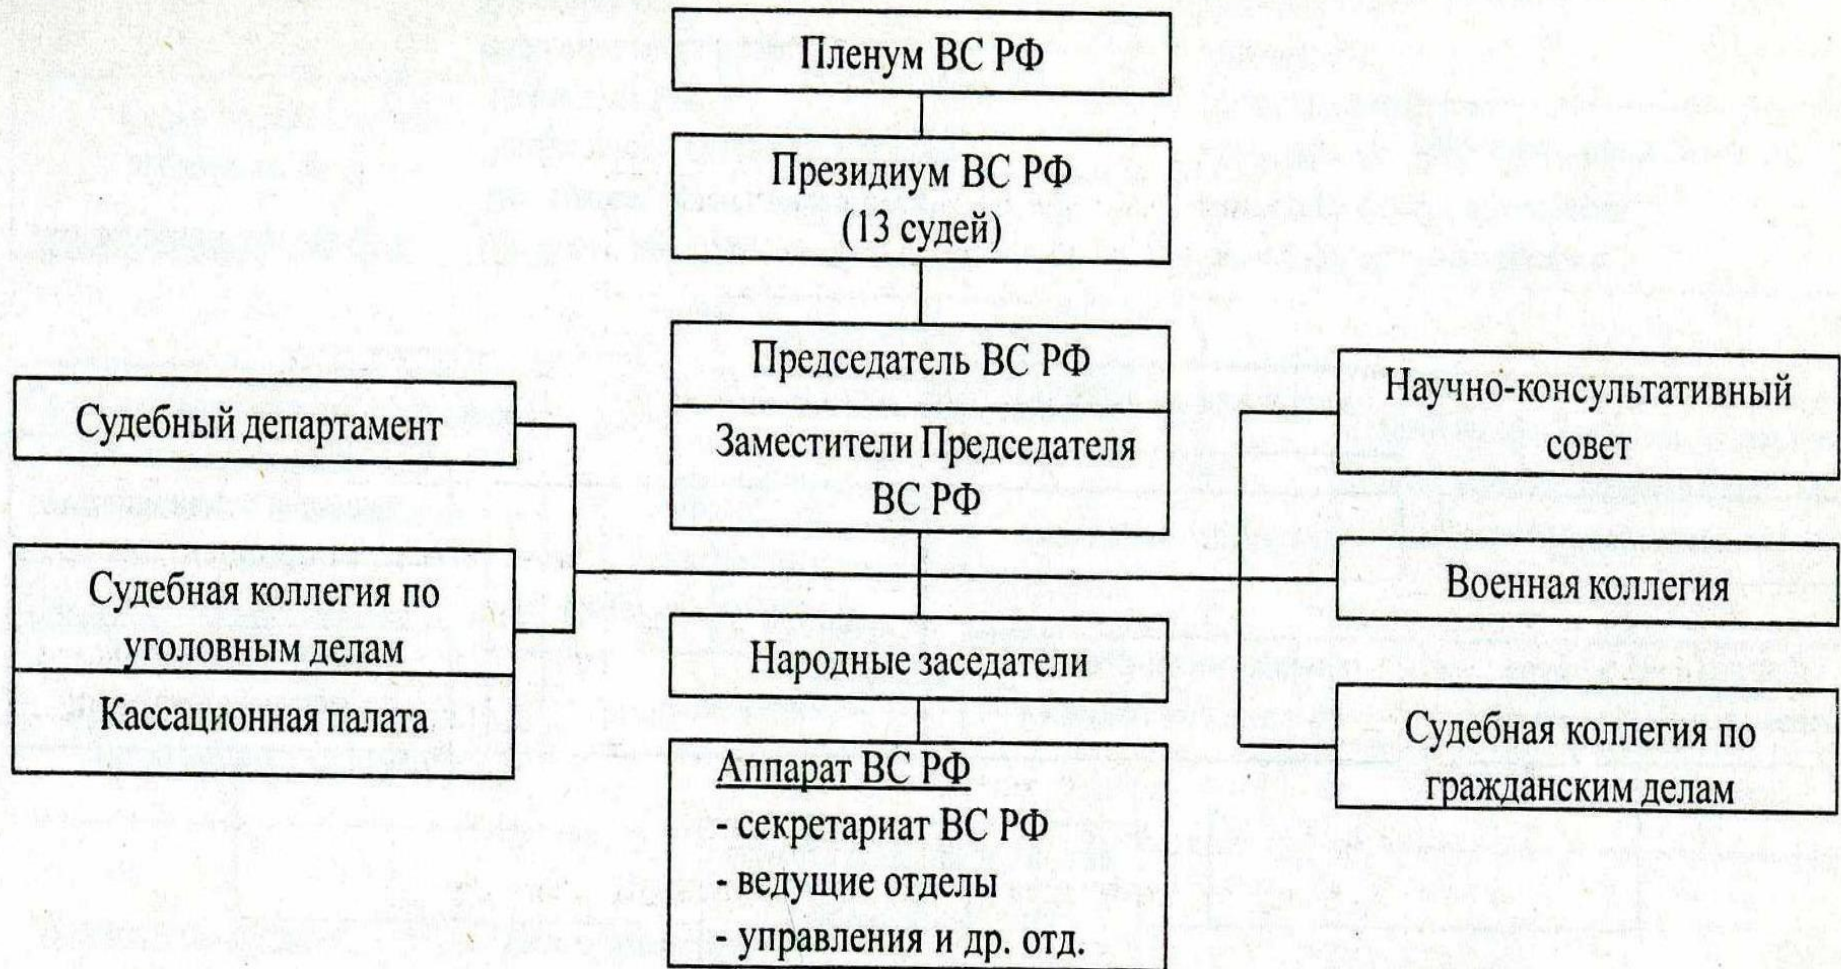 Пленум ВС РФ
Президиум ВС РФ
(13 судей)
Председатель ВС РФ
Заместители Председателя
ВС РФ
Судебный департамент
Судебная коллегия по
уголовным делам
Кассационная палата
Научно-консультативный
совет
Военная коллегия
Судебная коллегия по
гражданским делам
Народные заседатели
Аппарат ВС РФ
- секретариат ВС РФ
- ведущие отделы
- управления и др. отд.